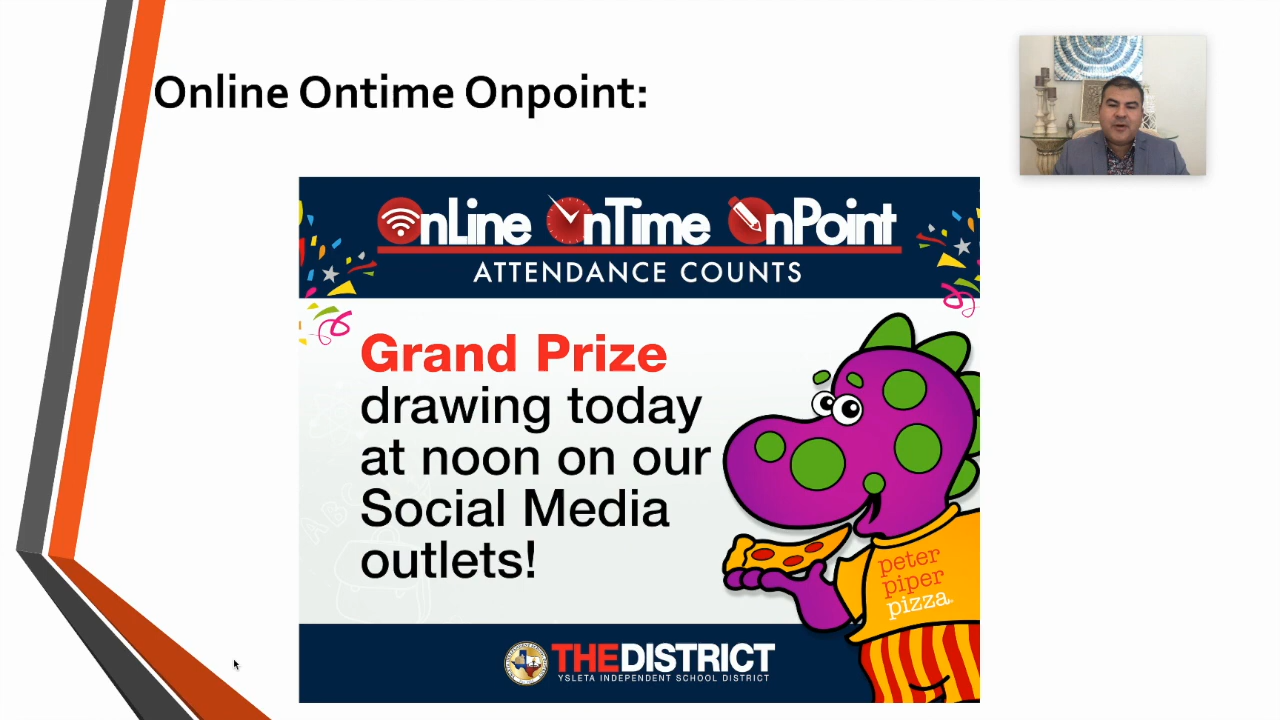 Online Ontime Onpoint:
OnLine OnTime OnPoint
ATTENDANCE COUNTS
Grand Prize
drawing today
at noon on our
Social Media
outlets!
peter
piper
pizza
THEDISTRICT
YSLETA INDEPENDENT SCHOOL DISTRICT